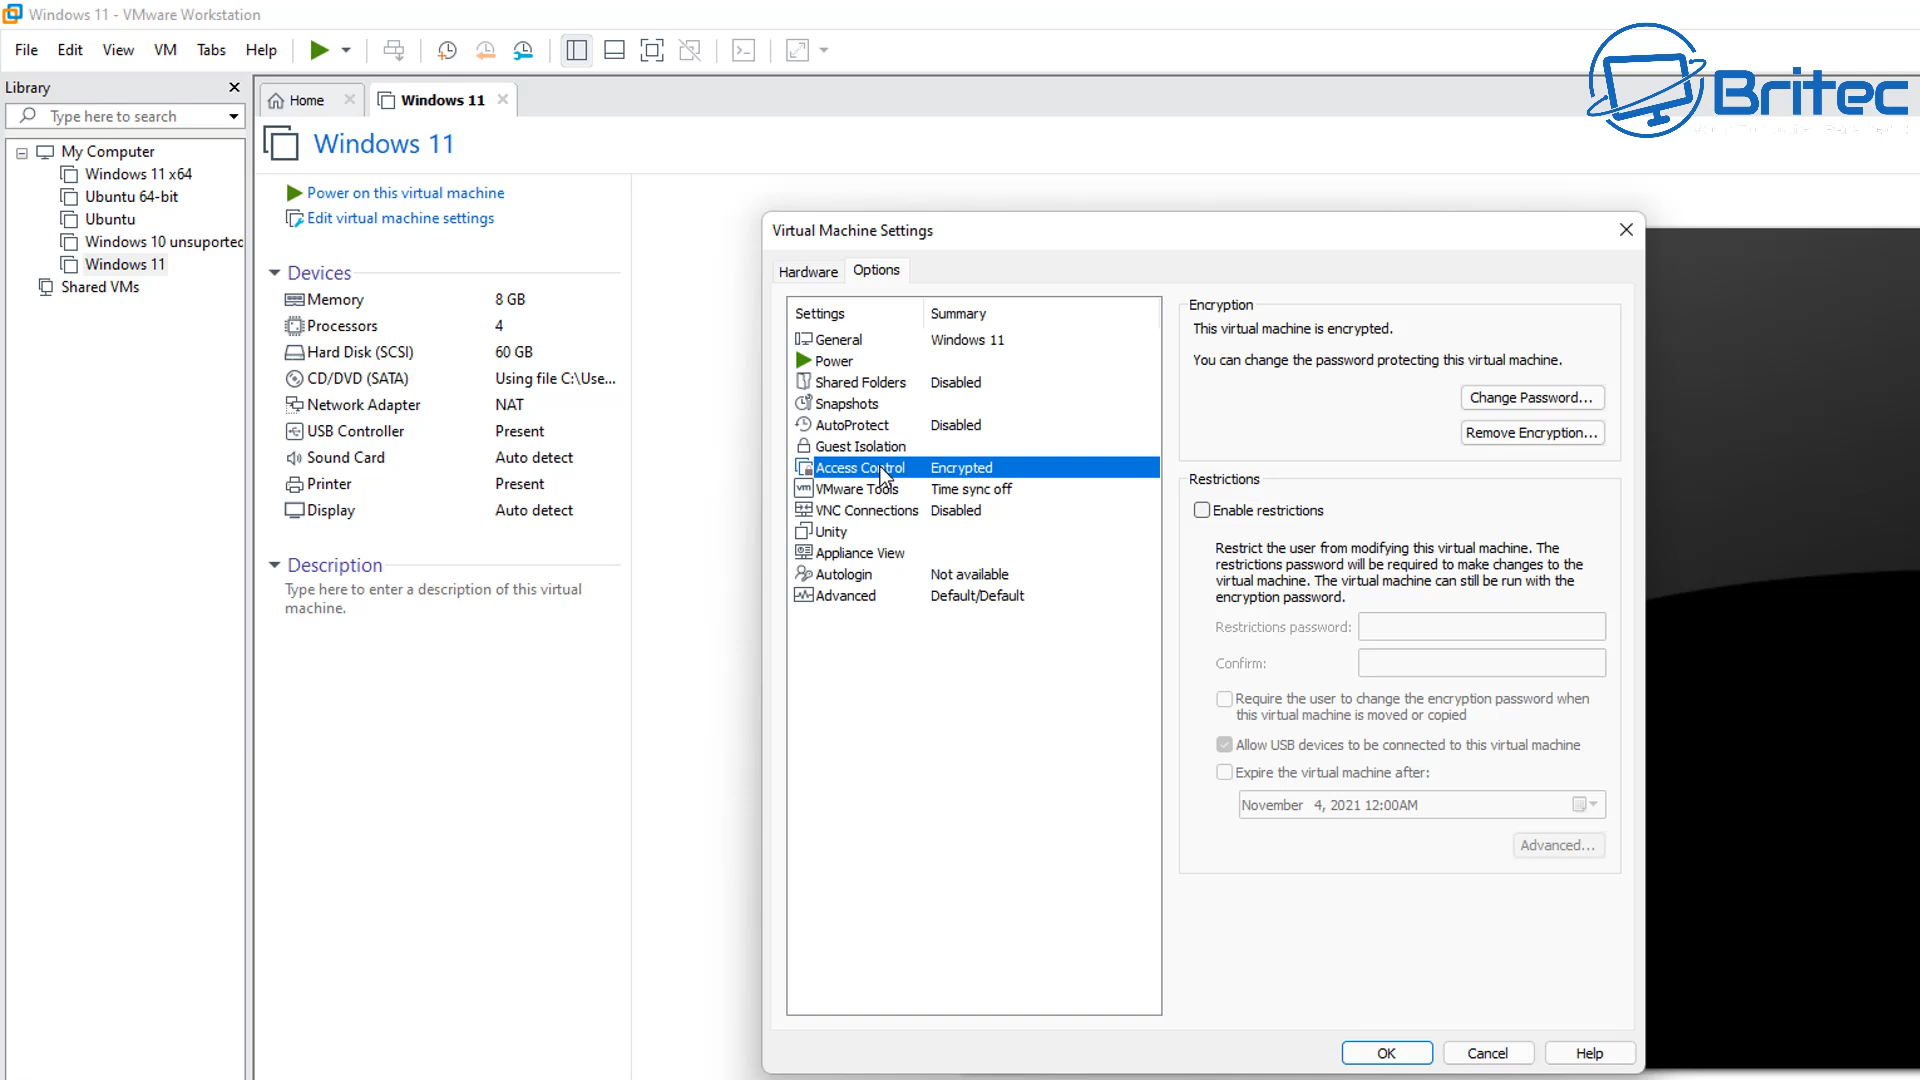 Windows 11 - VMware Workstation
File Edit View VM Tabs Help
Britec
Library
Type here to search
My Computer
Windows 11 x64
Ubuntu 64-bit
Ubuntu
Windows 10 unsuported
Windows 11
Shared VMs
Home
Windows 11
Windows 11
Power on this virtual machine
Edit virtual machine settings
Devices
Memory 8 GB
Processors 4
Hard Disk (SCSI) 60 GB
CD/DVD (SATA) Using file C:\Use...
Network Adapter NAT
USB Controller Present
Sound Card Auto detect
Printer Present
Display Auto detect
Description
Type here to enter a description of this virtual
machine.
Virtual Machine Settings
Hardware Options
Settings Summary
General Windows 11
Power
Shared Folders Disabled
Snapshots
AutoProtect Disabled
Guest Isolation
Access Control Encrypted
vm VMware Tools Time sync off
VNC Connections Disabled
Unity
Appliance View
Autologin Not available
Advanced Default/Default
Encryption
This virtual machine is encrypted.
You can change the password protecting this virtual machine.
Change Password...
Remove Encryption...
Restrictions
Enable restrictions
Restrict the user from modifying this virtual machine. The
restrictions password will be required to make changes to the
virtual machine. The virtual machine can still be run with the
encryption password.
Restrictions password:
Confirm:
Require the user to change the encryption password when
this virtual machine is moved or copied
Allow USB devices to be connected to this virtual machine
Expire the virtual machine after:
November 4, 2021 12:00AM
Advanced...
OK Cancel Help